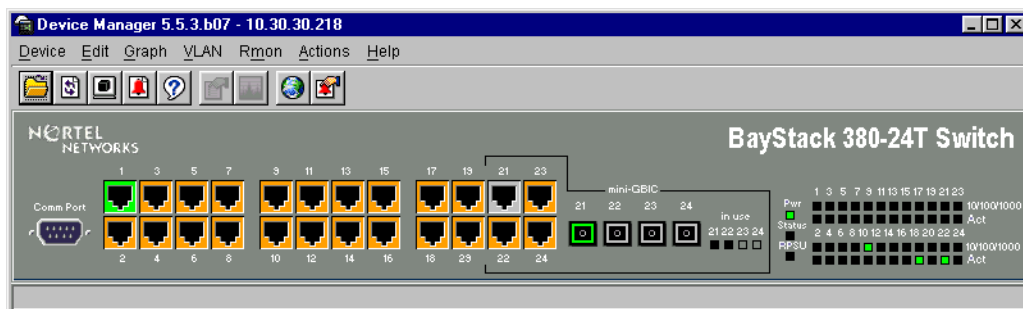 Device Manager 5.5.3.b07 - 10.30.30.218
Device Edit Graph VLAN Rmon Actions Help
NORTEL
NETWORKS
BayStack 380-24T Switch
1 3 5 7 9 11 13 15 17 19 21 23
mini-GBIC
Comm Port
21 22 23 24
in use
21 22 23 24
2 4 6 8 10 12 14 16 18 29 22 24
1 3 5 7 9 11 13 15 17 19 21 23
Pwr
10/100/1000
Act
Status
2 4 6 8 10 12 14 16 18 20 22 24
RPSU
10/100/1000
Act